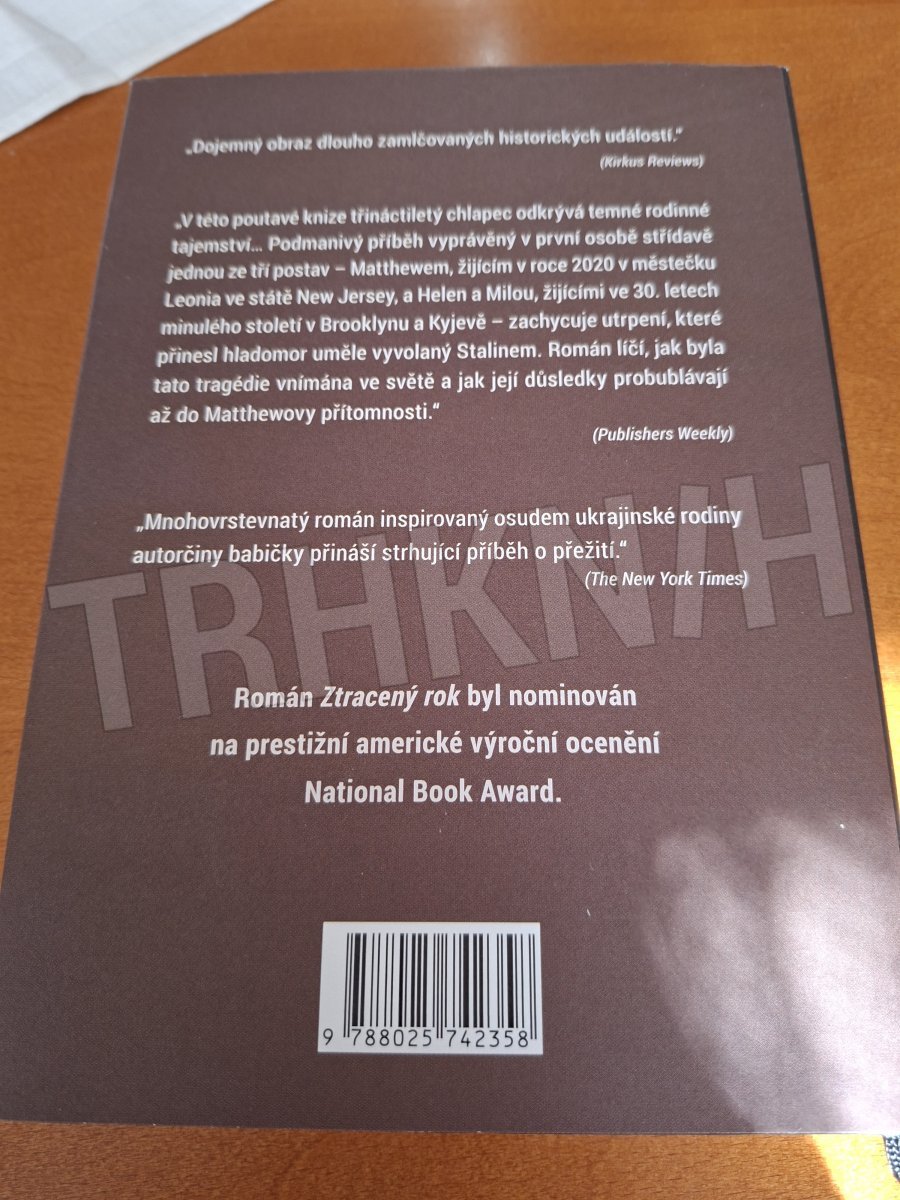 „Dojemný obraz dlouho zamlčovaných historických událostí.“
(Kirkus Reviews)
„V této poutavé knize třináctiletý chlapec odkrývá temné rodinné
tajemství... Podmanivý příběh vyprávěný v první osobě střídavě
jednou ze tří postav – Matthewem, žijícím v roce 2020 v městečku
Leonia ve státě New Jersey, a Helen a Milou, žijícími ve 30. letech
minulého století v Brooklynu a Kyjevě – zachycuje utrpení, které
přinesl hladomor uměle vyvolaný Stalinem. Román líčí, jak byla
tato tragédie vnímána ve světě a jak její důsledky probublávají
až do Matthewovy přítomnosti.“
(Publishers Weekly)
„Mnohovrstevnatý román inspirovaný osudem ukrajinské rodiny
autorčiny babičky přináší strhující příběh o přežití.“
(The New York Times)
TRHKNIH
Román Ztracený rok byl nominován
na prestižní americké výroční ocenění
National Book Award.
9 788025 742358